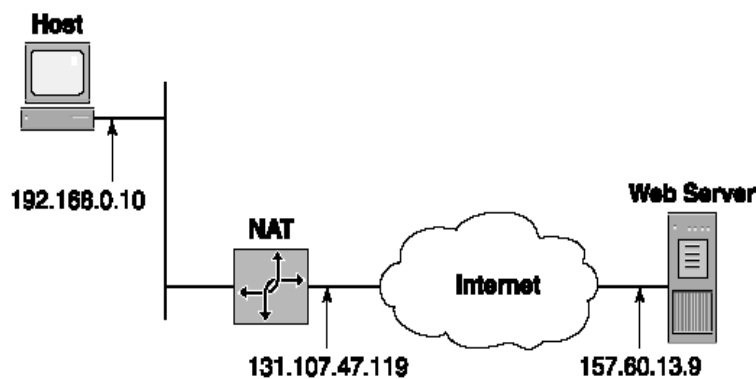 Host
192.168.0.10
Web Server
NAT
Internet
131.107.47.119
157.60.13.9